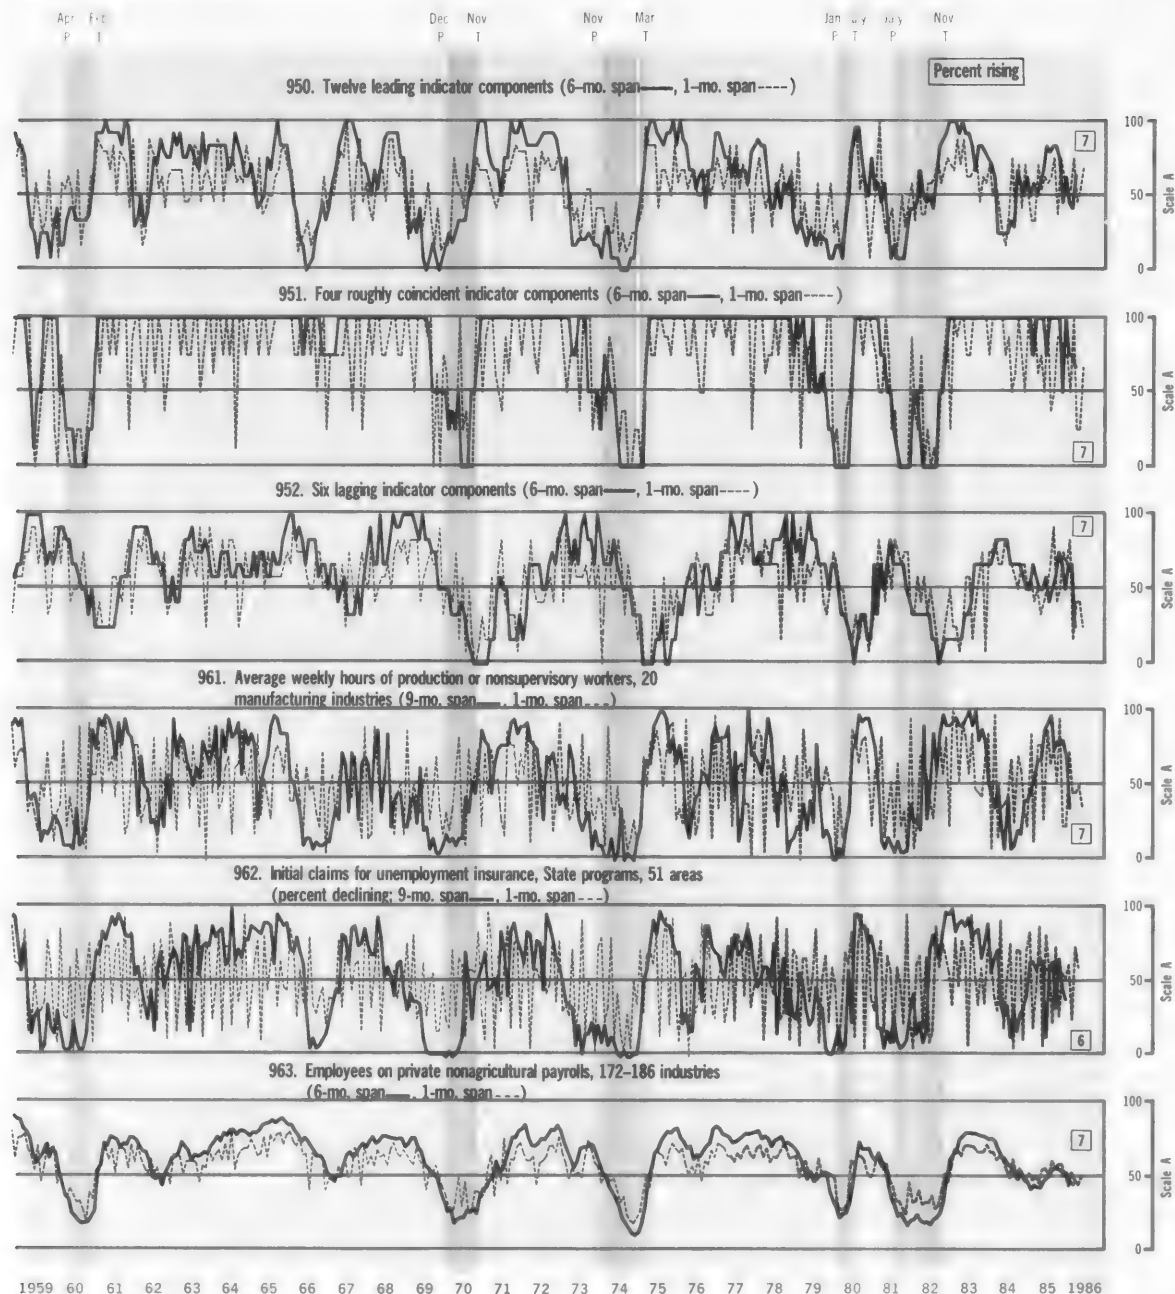 Apr Dec Nov Nov Mar Jan Nov
P T P T P T P T P T
Percent rising
950. Twelve leading indicator components (6–mo. span——, 1–mo. span----)
100
7
50
Scale A
0
951. Four roughly coincident indicator components (6–mo. span——, 1–mo. span----)
100
50
Scale A
7
0
952. Six lagging indicator components (6–mo. span——, 1–mo. span----)
100
7
50
Scale A
0
961. Average weekly hours of production or nonsupervisory workers, 20
manufacturing industries (9-mo. span——, 1-mo. span---)
100
50
Scale A
7
0
962. Initial claims for unemployment insurance, State programs, 51 areas
(percent declining; 9-mo. span——, 1-mo. span---)
100
50
Scale A
6
0
963. Employees on private nonagricultural payrolls, 172–186 industries
(6-mo. span——, 1-mo. span---)
100
7
50
Scale A
0
1959 60 61 62 63 64 65 66 67 68 69 70 71 72 73 74 75 76 77 78 79 80 81 82 83 84 85 1986